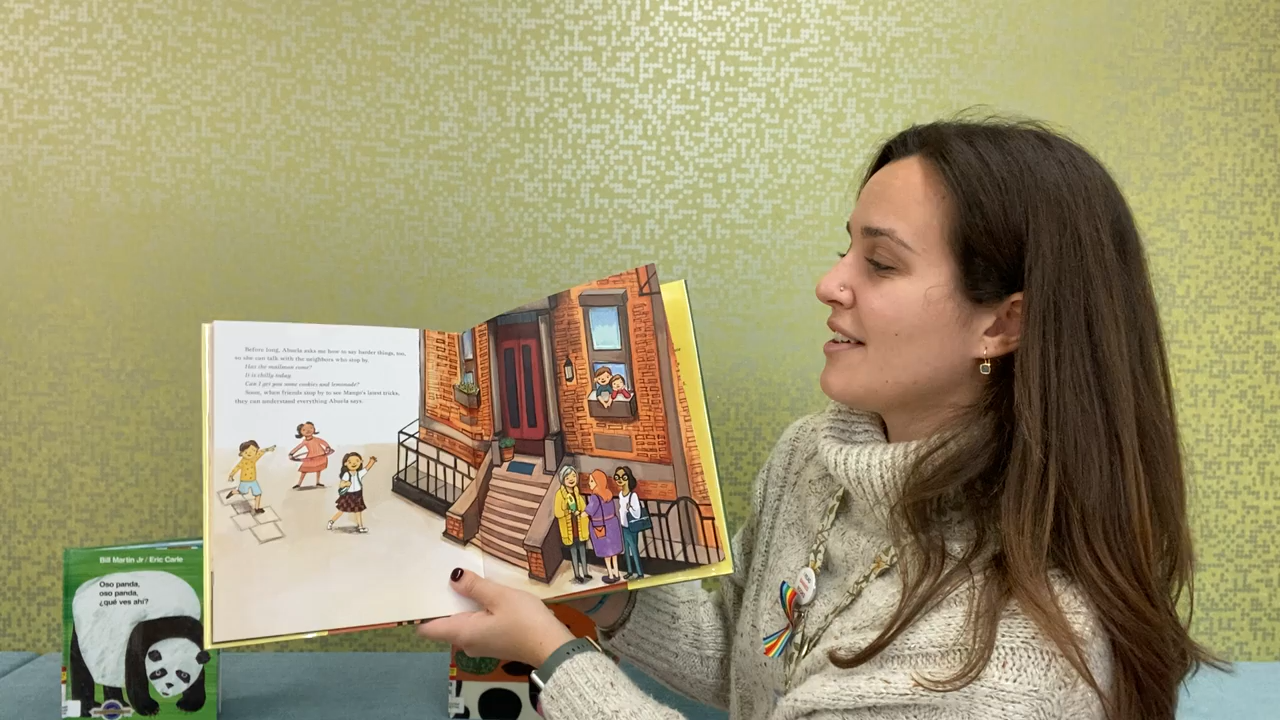 Before long, Abuela asks say how to say harder things, too,
so she can talk with the neighbors who stop by.
Has the mailman come?
It is chilly today.
Can I get you some cookies and lemonade?
Soon, when friends stop by to see Mango's latest tricks,
they can understand everything Abuela says.
Bill Martin Jr / Eric Carle
Oso panda,
oso panda,
¿qué ves ahí?